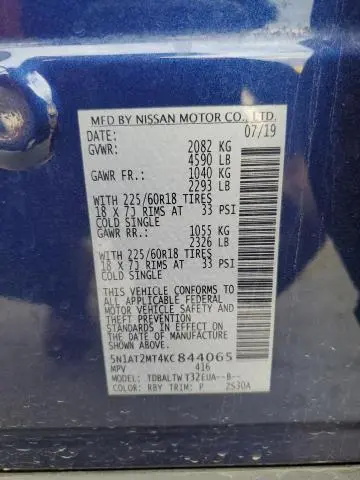 MFD BY NISSAN MOTOR CO., LTD.
DATE: 07/19
GVWR: 2082 KG
4590 LB
GAWR FR: 1040 KG
2293 LB
WITH 225/60R18 TIRES
18 X 7J RIMS AT 33 PSI
COLD SINGLE
GAWR RR: 1055 KG
2326 LB
WITH 225/60R18 TIRES
18 X 7J RIMS AT 33 PSI
COLD SINGLE
THIS VEHICLE CONFORMS TO
ALL APPLICABLE FEDERAL
MOTOR VEHICLE SAFETY
AND THEFT PREVENTION
STANDARDS IN EFFECT ON
THE DATE OF MANUFACTURE
SHOWN ABOVE.
5N1AT2MT4KC844065
MPV 416
MODEL: TDBALTW T32EUA--B--
COLOR: RBY TRIM: P 2S30A